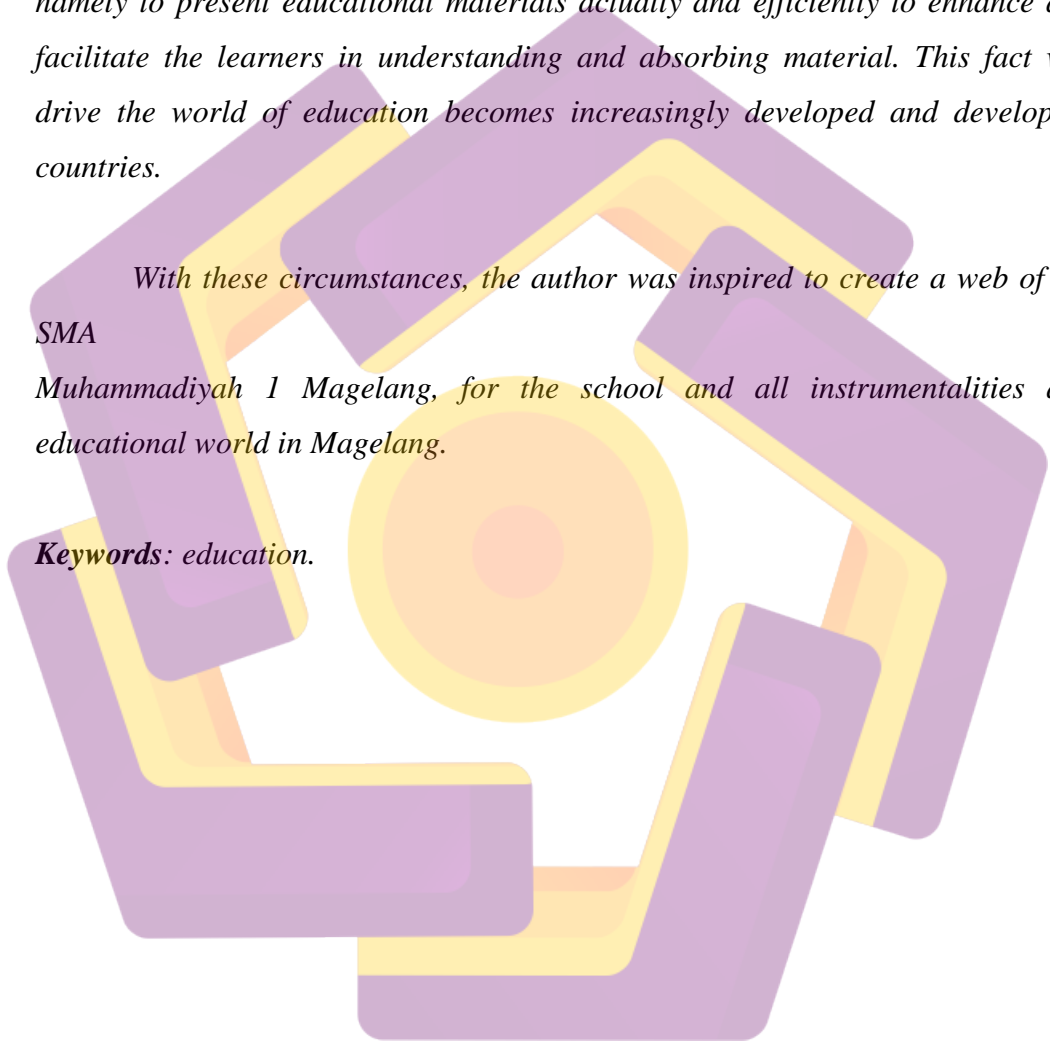 namely to present educational materials actually and efficiently to enhance
facilitate the learners in understanding and absorbing material. This fact
drive the world of education becomes increasingly developed and develop
countries.
With these circumstances, the author was inspired to create a web of
SMA
Muhammadiyah 1 Magelang, for the school and all instrumentalities
educational world in Magelang.
Keywords: education.